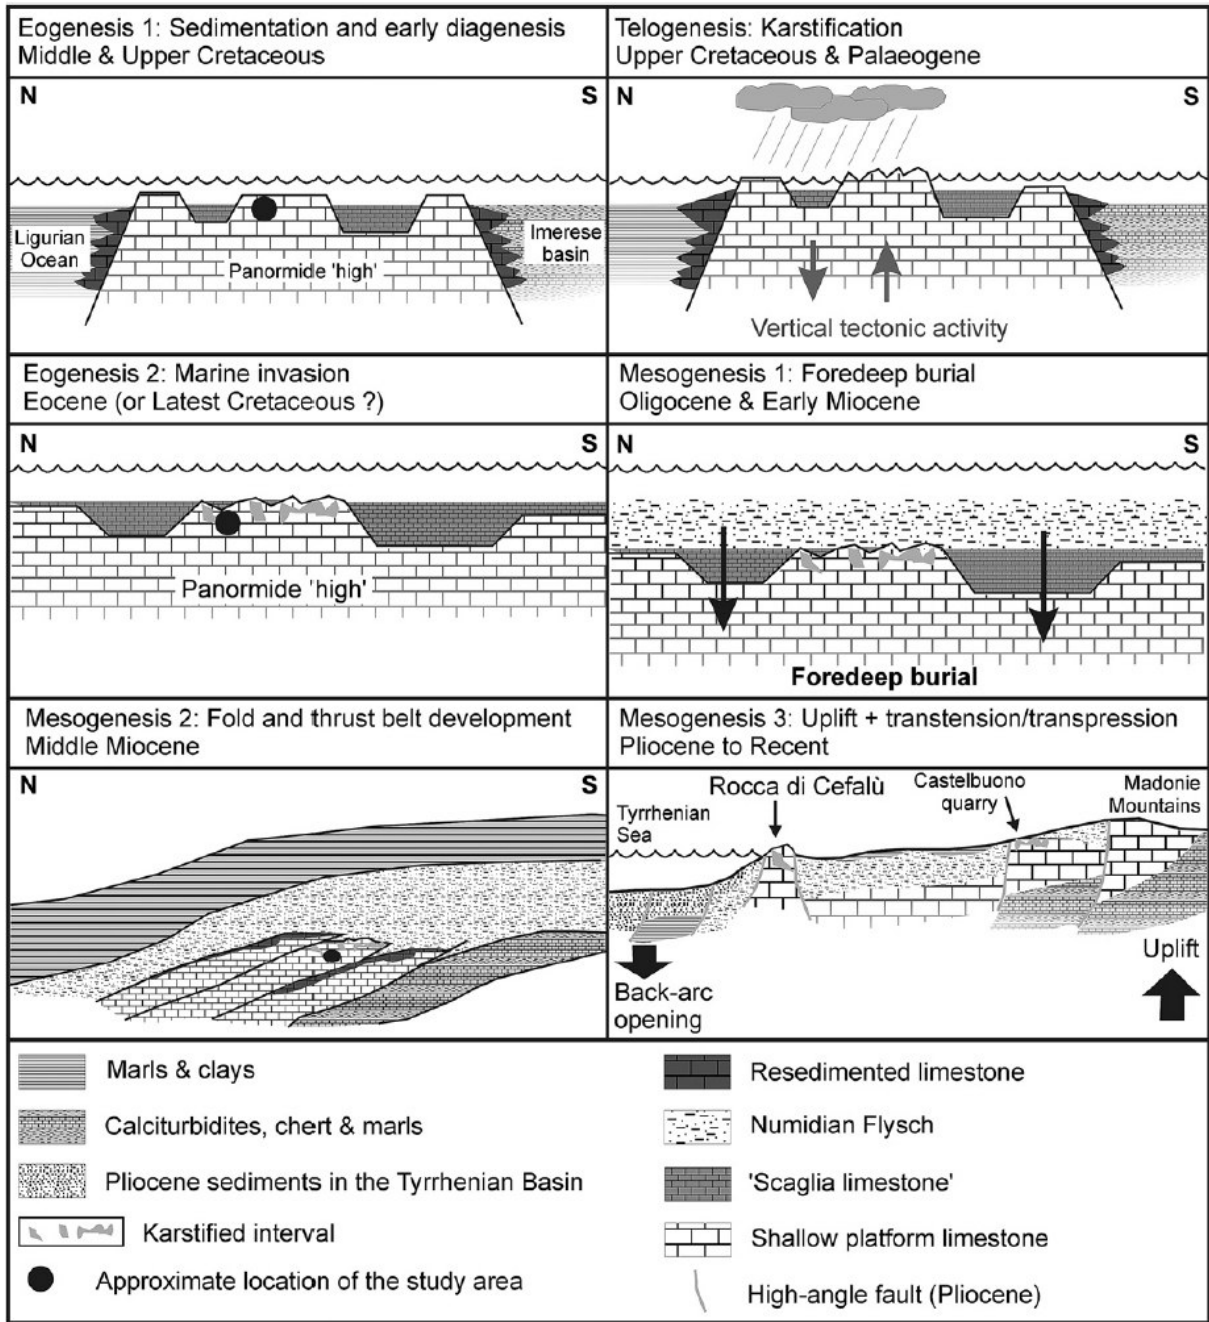 Eogenesis 1: Sedimentation and early diagenesis
Middle & Upper Cretaceous
N
S
Ligurian
Ocean
Panormide 'high'
Imerese
basin
Telogenesis: Karstification
Upper Cretaceous & Palaeogene
N
S
Vertical tectonic activity
Eogenesis 2: Marine invasion
Eocene (or Latest Cretaceous ?)
N
S
Panormide 'high'
Mesogenesis 1: Foredeep burial
Oligocene & Early Miocene
N
S
Foredeep burial
Mesogenesis 2: Fold and thrust belt development
Middle Miocene
N
S
Mesogenesis 3: Uplift + transtension/transpression
Pliocene to Recent
Tyrrhenian
Sea
Rocca di Cefalù
Castelbuono
quarry
Madonie
Mountains
Back-arc
opening
Uplift
Marls & clays
Calciturbidites, chert & marls
Pliocene sediments in the Tyrrhenian Basin
Karstified interval
Approximate location of the study area
Resedimented limestone
Numidian Flysch
'Scaglia limestone'
Shallow platform limestone
High-angle fault (Pliocene)